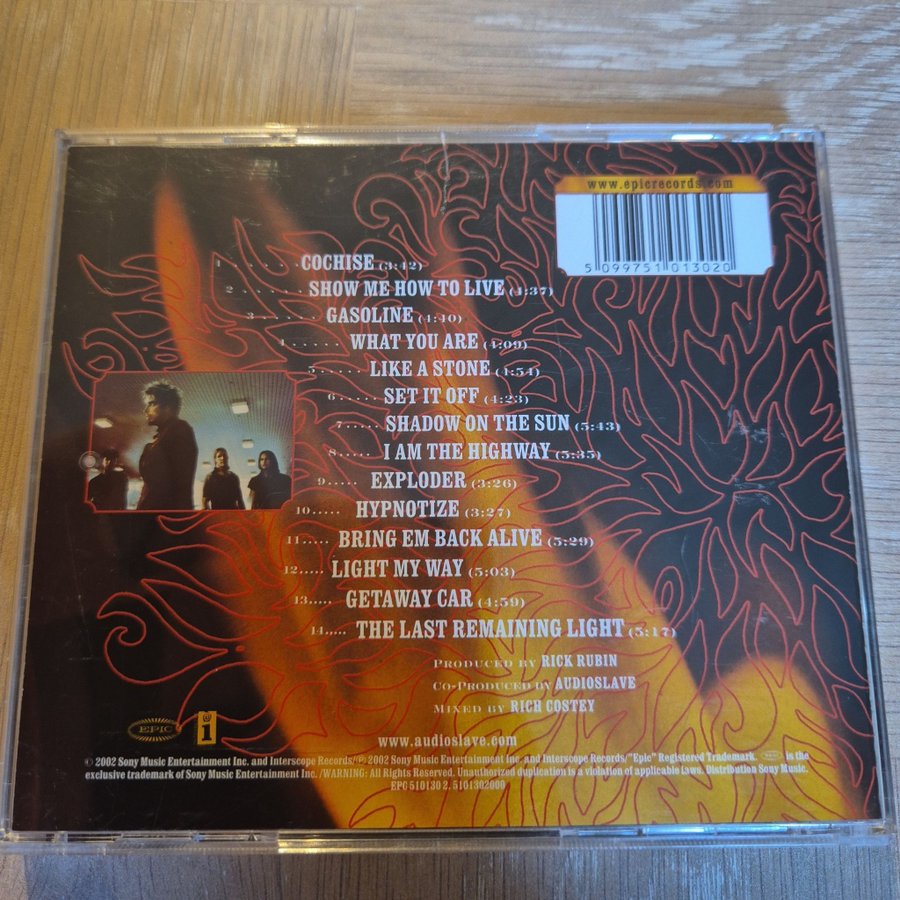 www.epicrecords.com
5 099751 013020
1 . . . . . . . COCHISE (3:42)
2 . . . . . . SHOW ME HOW TO LIVE (4:37)
3 . . . . . GASOLINE (4:40)
4 . . . . . WHAT YOU ARE (4:09)
5. . . . . LIKE A STONE (4:54)
6 . . . . . SET IT OFF (4:23)
7. . . . . SHADOW ON THE SUN (5:43)
8. . . . . I AM THE HIGHWAY (5:35)
9. . . . . EXPLODER (3:26)
10..... HYPNOTIZE (3:27)
11..... BRING EM BACK ALIVE (5:29)
12..... LIGHT MY WAY (5:03)
13..... GETAWAY CAR (4:59)
14..... THE LAST REMAINING LIGHT (5:17)
PRODUCED BY RICK RUBIN
CO-PRODUCED BY AUDIOSLAVE
MIXED BY RICH COSTEY
EPIC @ i
www.audioslave.com
© 2002 Sony Music Entertainment Inc. and Interscope Records/℗ 2002 Sony Music Entertainment Inc. and Interscope Records/"Epic" Registered Trademark. EPIC is the
exclusive trademark of Sony Music Entertainment Inc./WARNING: All Rights Reserved. Unauthorized duplication is a violation of applicable laws. Distribution Sony Music.
EPC 510130 2. 5101302000